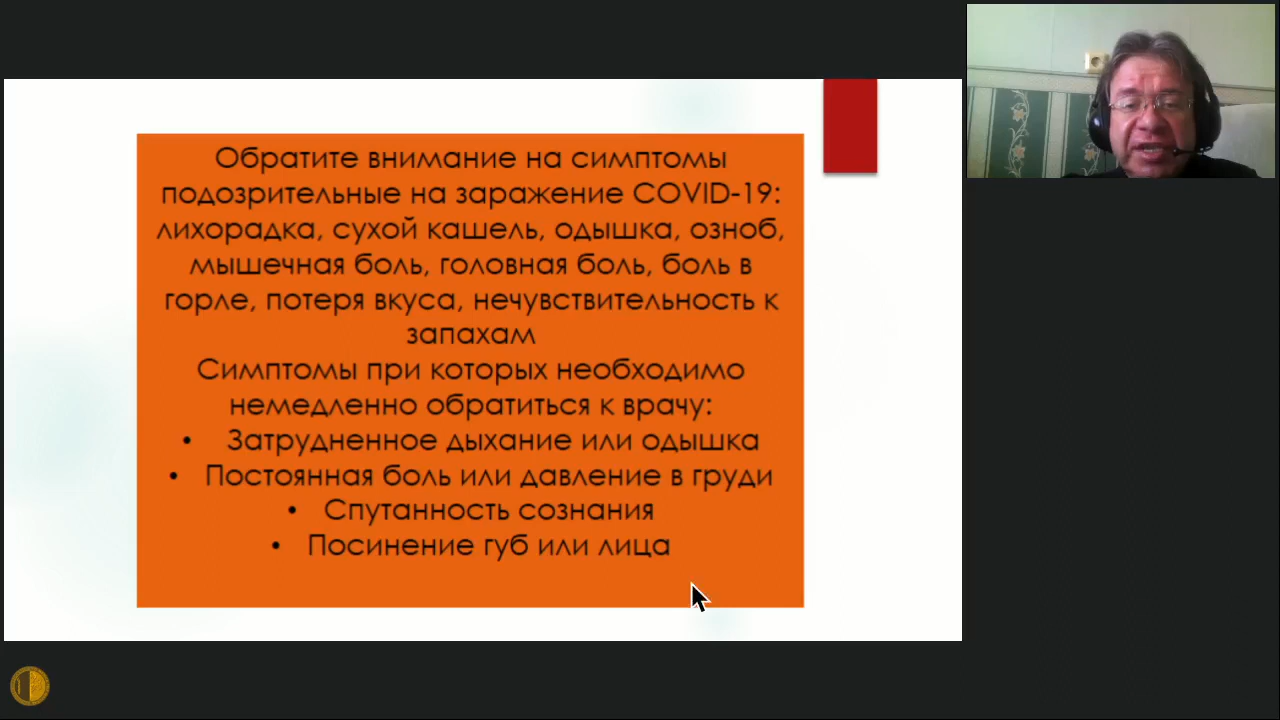 Обратите внимание на симптомы
подозрительные на заражение COVID-19:
лихорадка, сухой кашель, одышка, озноб,
мышечная боль, головная боль, боль в
горле, потеря вкуса, нечувствительность к
запахам
Симптомы при которых необходимо
немедленно обратиться к врачу:
• Затрудненное дыхание или одышка
• Постоянная боль или давление в груди
• Спутанность сознания
• Посинение губ или лица